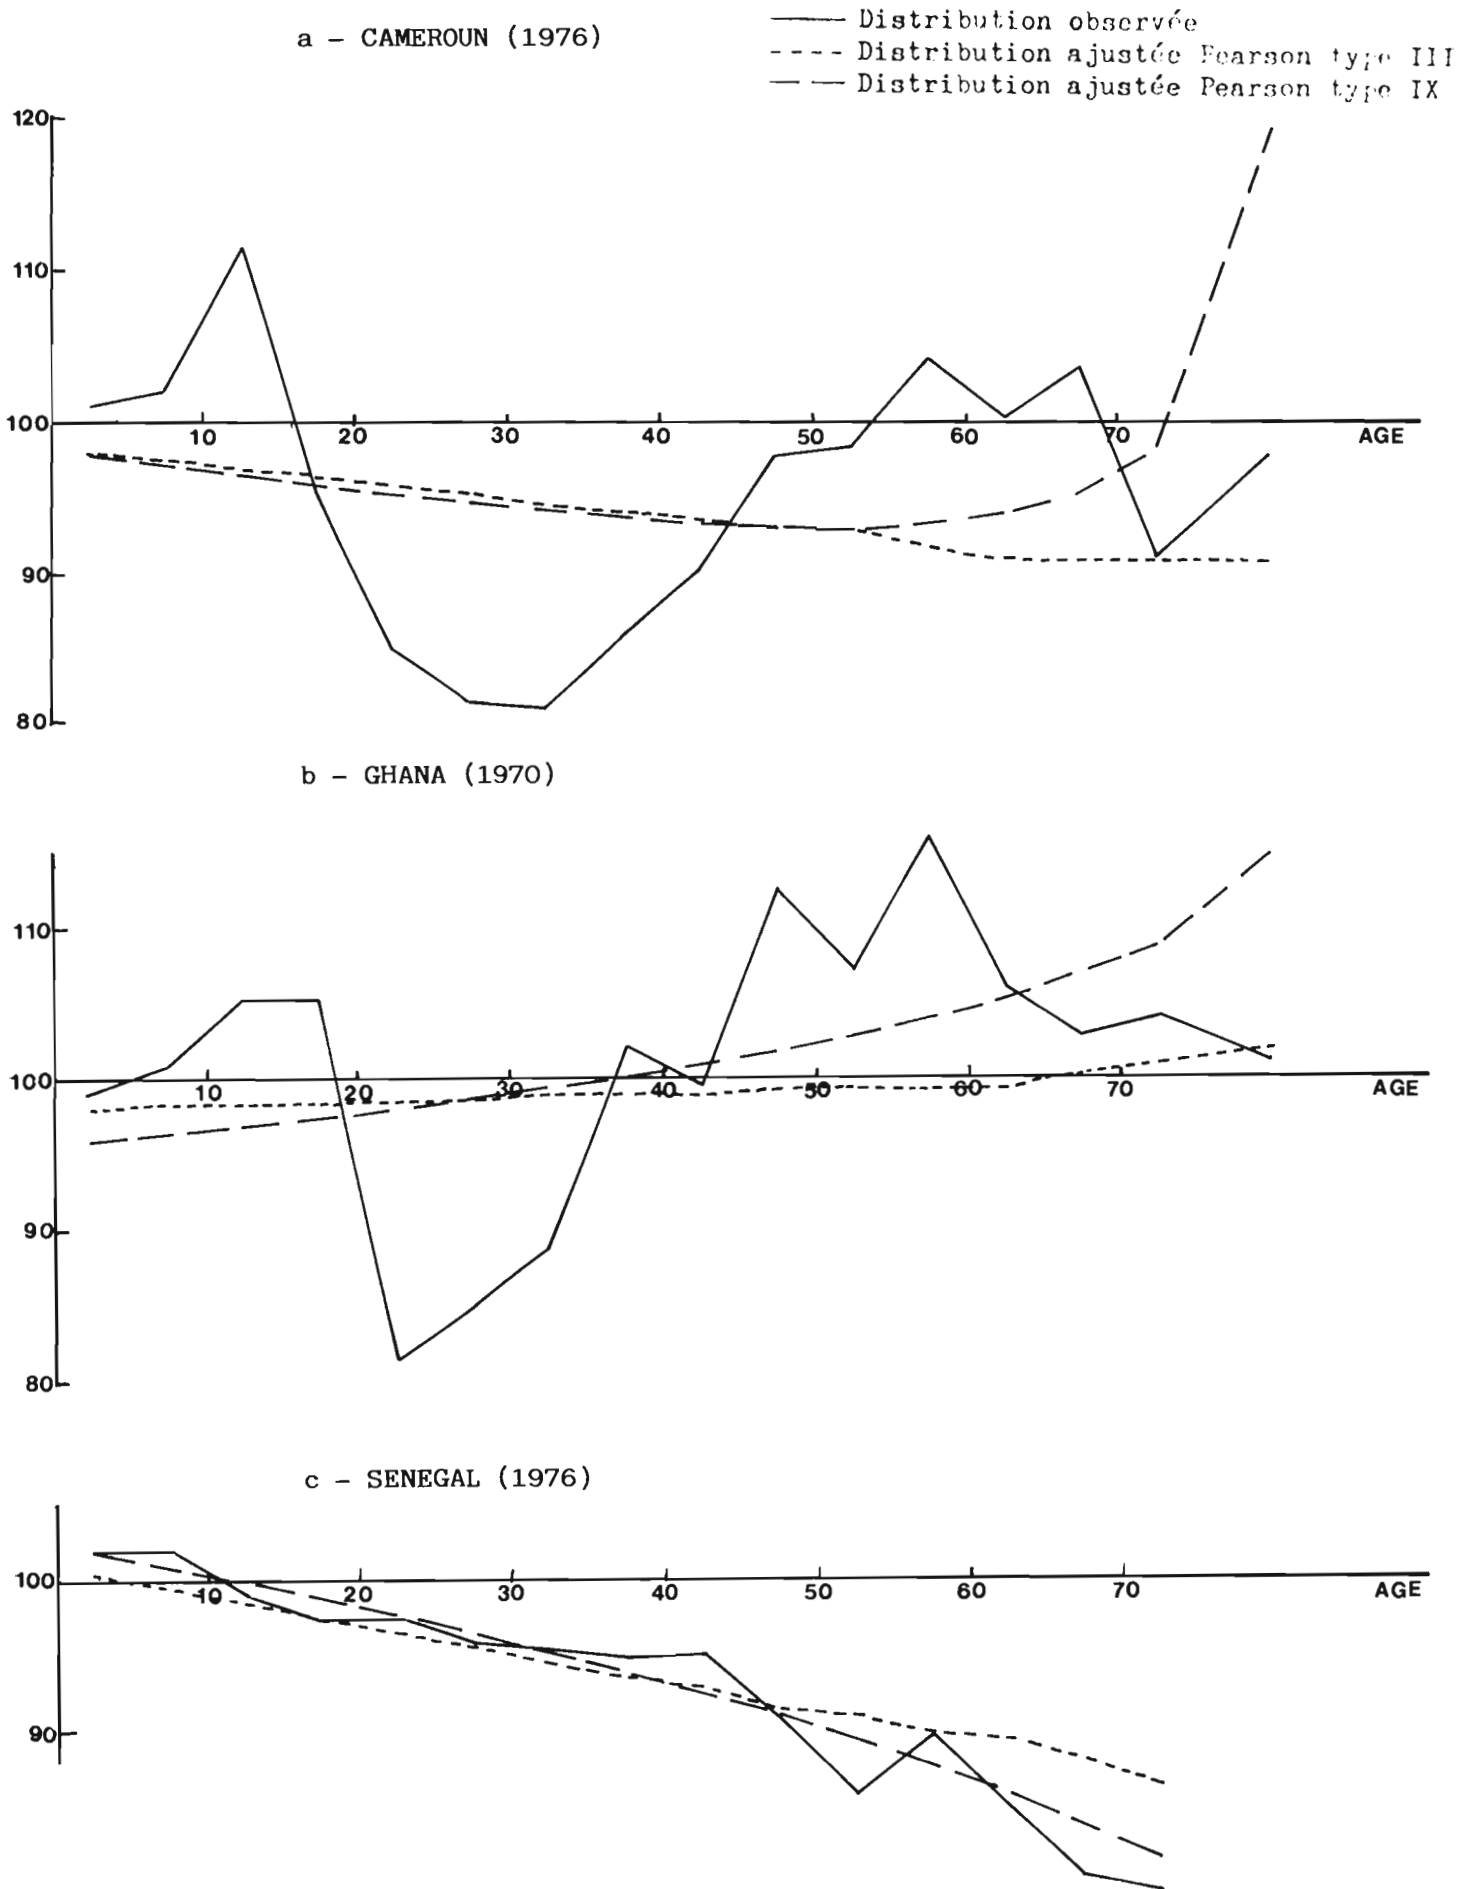 a - CAMEROUN (1976)
Distribution observée
Distribution ajustée Pearson type III
Distribution ajustée Pearson type IX
120
110
100
10 20 30 40 50 60 70 AGE
90
80
b - GHANA (1970)
110
100
10 20 30 40 50 60 70 AGE
90
80
c - SENEGAL (1976)
100
10 20 30 40 50 60 70 AGE
90